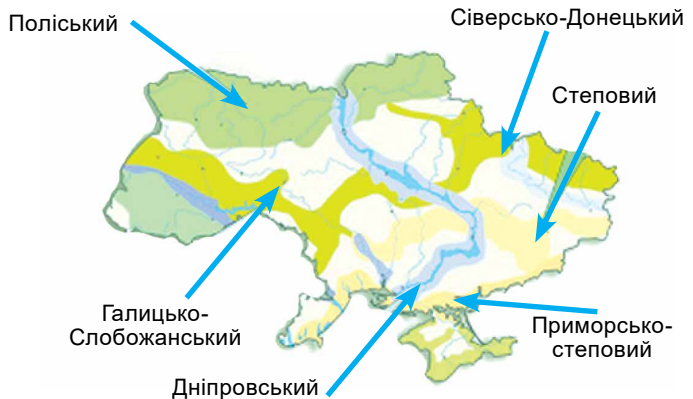 Поліський
Сіверсько-Донецький
Степовий
Галицько-
Слобожанський
Приморсько-
степовий
Дніпровський